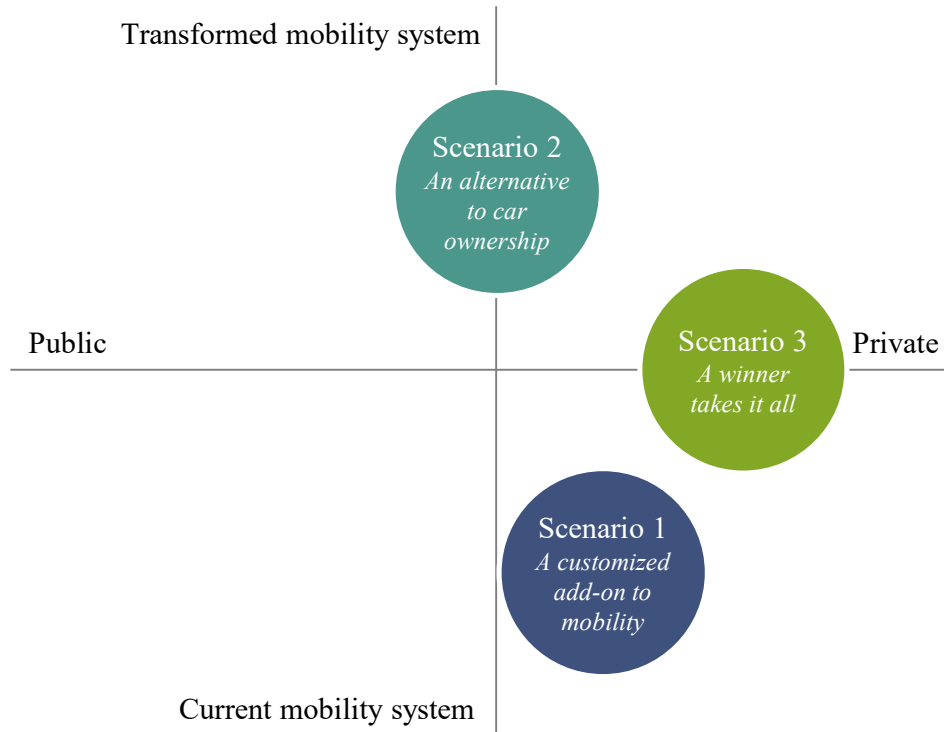 Transformed mobility system
Scenario 2
An alternative
to car
ownership
Public
Scenario 3
A winner
takes it all
Private
Scenario 1
A customized
add-on to
mobility
Current mobility system